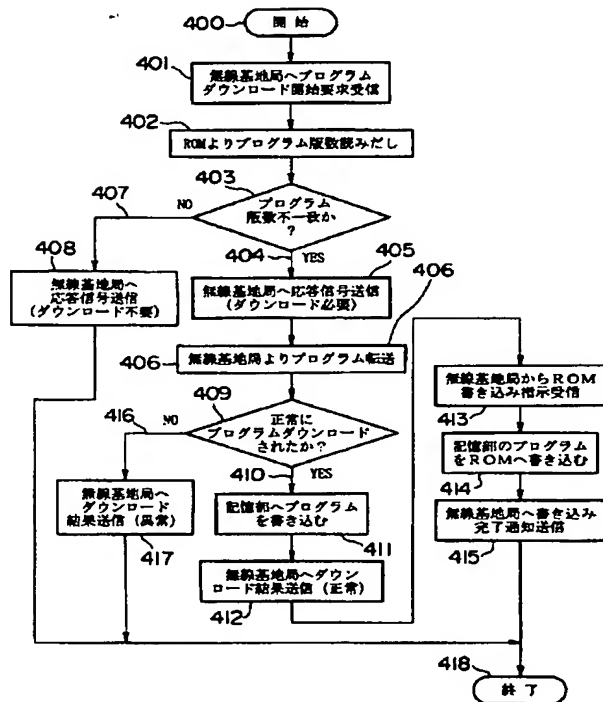 400
開始
401
無線基地局へプログラム
ダウンロード開始要求受信
402
ROMよりプログラム版数読みだし
403
プログラム
版数不一致か
?
407
NO
404
YES
408
無線基地局へ
応答信号送信
(ダウンロード不要)
405
無線基地局へ応答信号送信
(ダウンロード必要)
406
406
無線基地局よりプログラム転送
409
正常に
プログラムダウンロード
されたか?
416
NO
410
YES
無線基地局へ
ダウンロード
結果送信(異常)
417
記憶部へプログラム
を書き込む
411
無線基地局へダウン
ロード結果送信(正常)
412
無線基地局からROM
書き込み指示受信
413
記憶部のプログラム
をROMへ書き込む
414
無線基地局へ書き込み
完了通知送信
415
418
終了